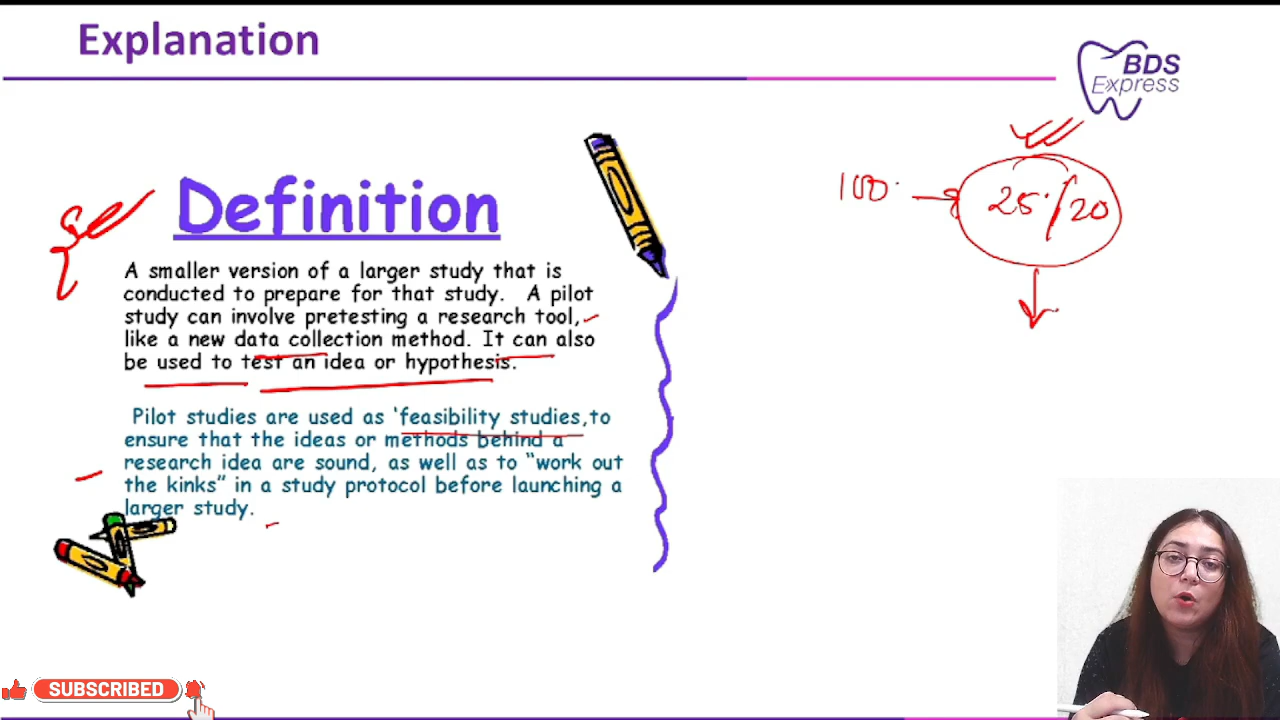 Explanation
BDS
Express
Definition
100
25 / 20
A smaller version of a larger study that is
conducted to prepare for that study. A pilot
study can involve pretesting a research tool,
like a new data collection method. It can also
be used to test an idea or hypothesis.
Pilot studies are used as ‘feasibility studies,to
ensure that the ideas or methods behind a
research idea are sound, as well as to “work out
the kinks” in a study protocol before launching a
larger study.
SUBSCRIBED